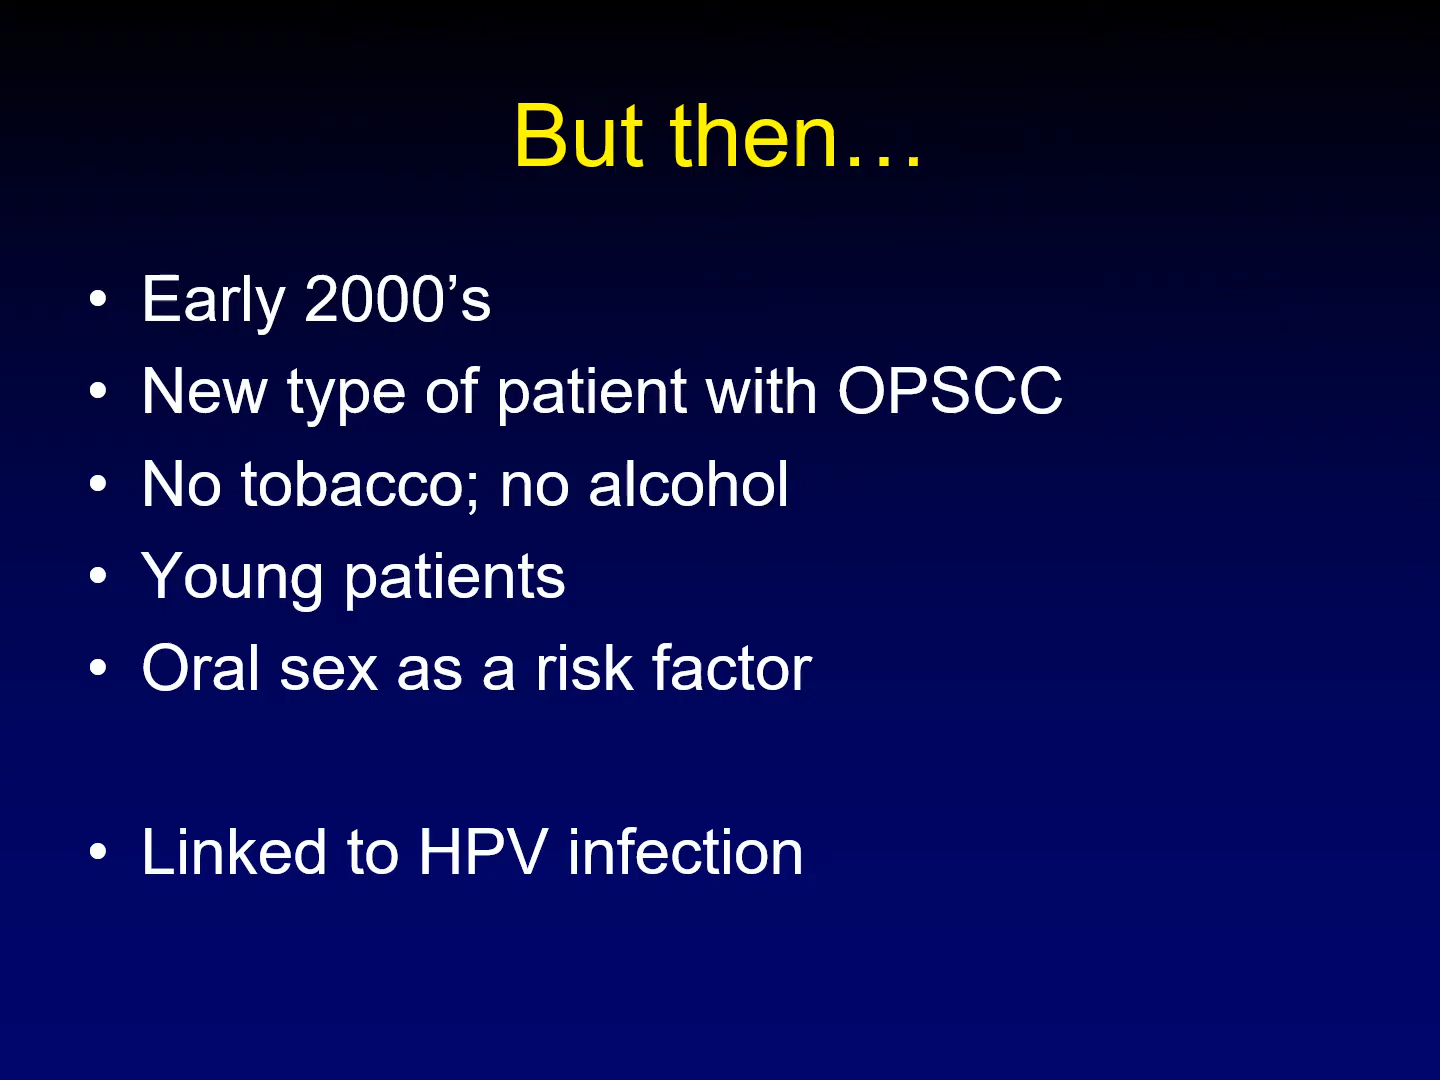 But then…
• Early 2000’s
• New type of patient with OPSCC
• No tobacco; no alcohol
• Young patients
• Oral sex as a risk factor
• Linked to HPV infection